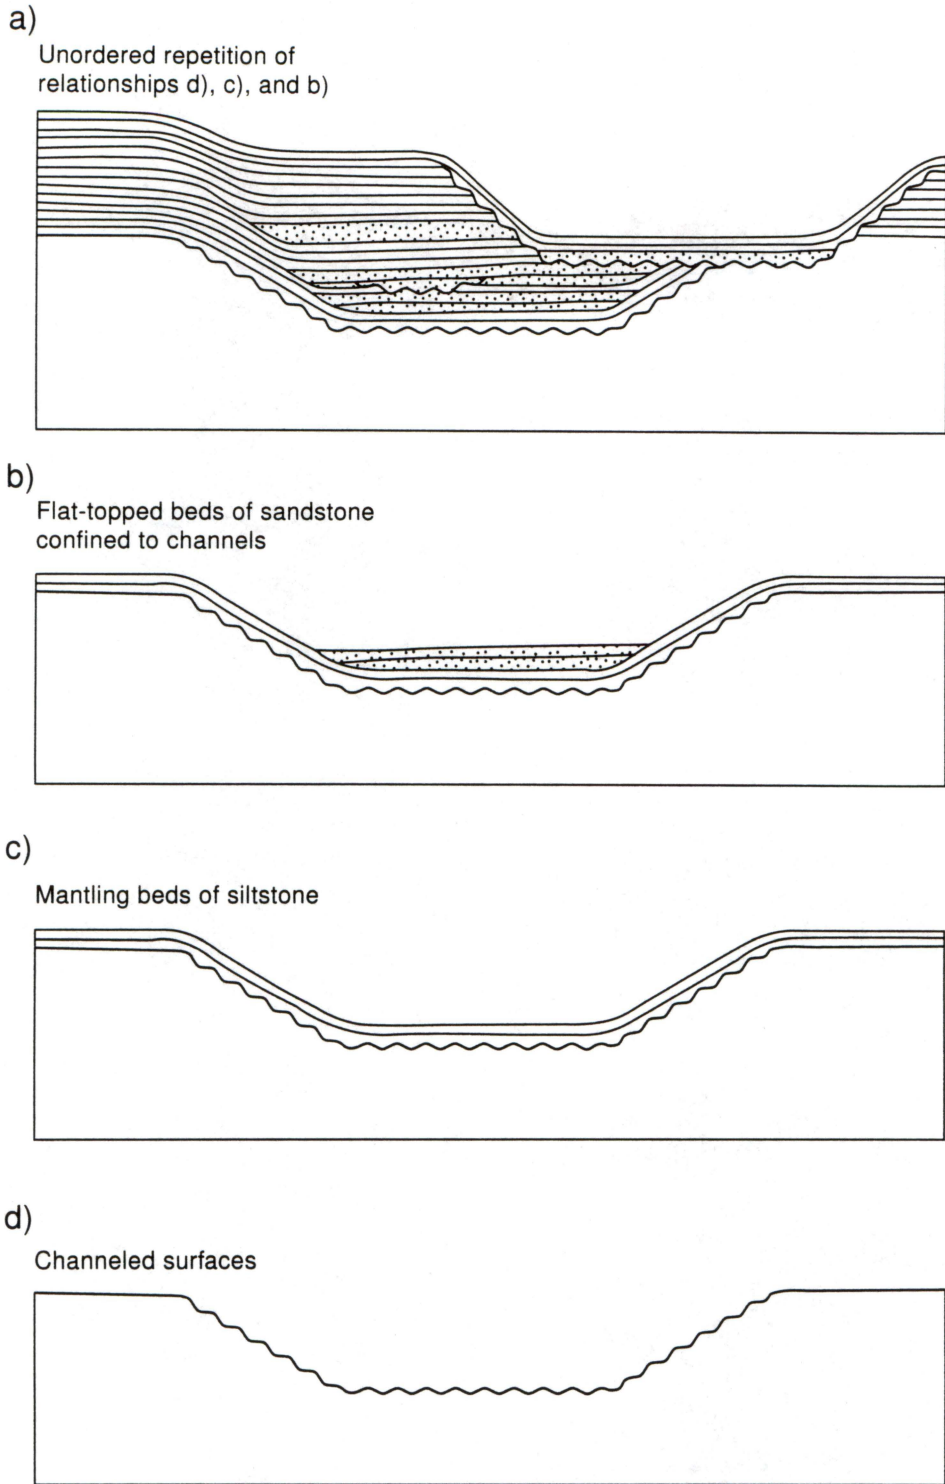 a)
Unordered repetition of
relationships d), c), and b)
b)
Flat-topped beds of sandstone
confined to channels
c)
Mantling beds of siltstone
d)
Channeled surfaces